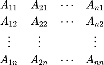 A₁₁ A₂₁ ⋯ Aₙ₁
A₁₂ A₂₂ ⋯ Aₙ₂
⋮ ⋮ ⋮
A₁ₙ A₂ₙ ⋯ Aₙₙ